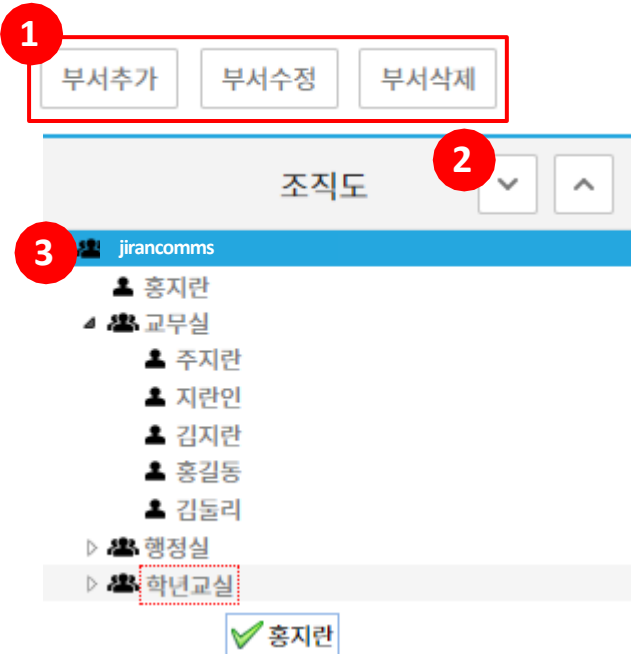 1
부서추가 부서수정 부서삭제
조직도 2
3 jirancomms
홍지란
교무실
주지란
지란인
김지란
홍길동
김둘리
행정실
학년교실
홍지란